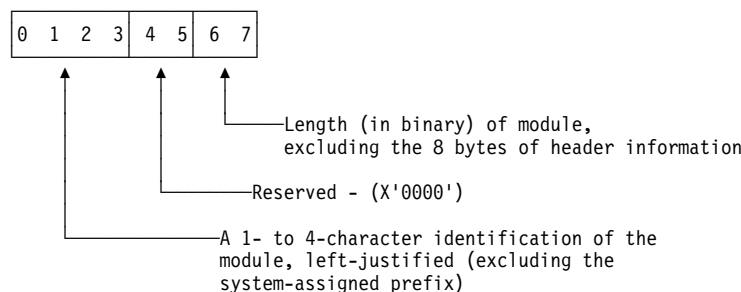 0 1 2 3 4 5 6 7
Length (in binary) of module,
excluding the 8 bytes of header information
Reserved - (X'0000')
A 1- to 4-character identification of the
module, left-justified (excluding the
system-assigned prefix)